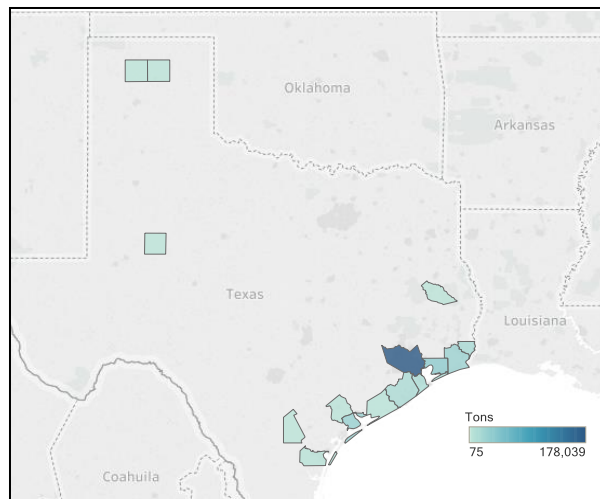 Oklahoma
Arkansas
Texas
Louisiana
Coahuila
Tons
75 178,039